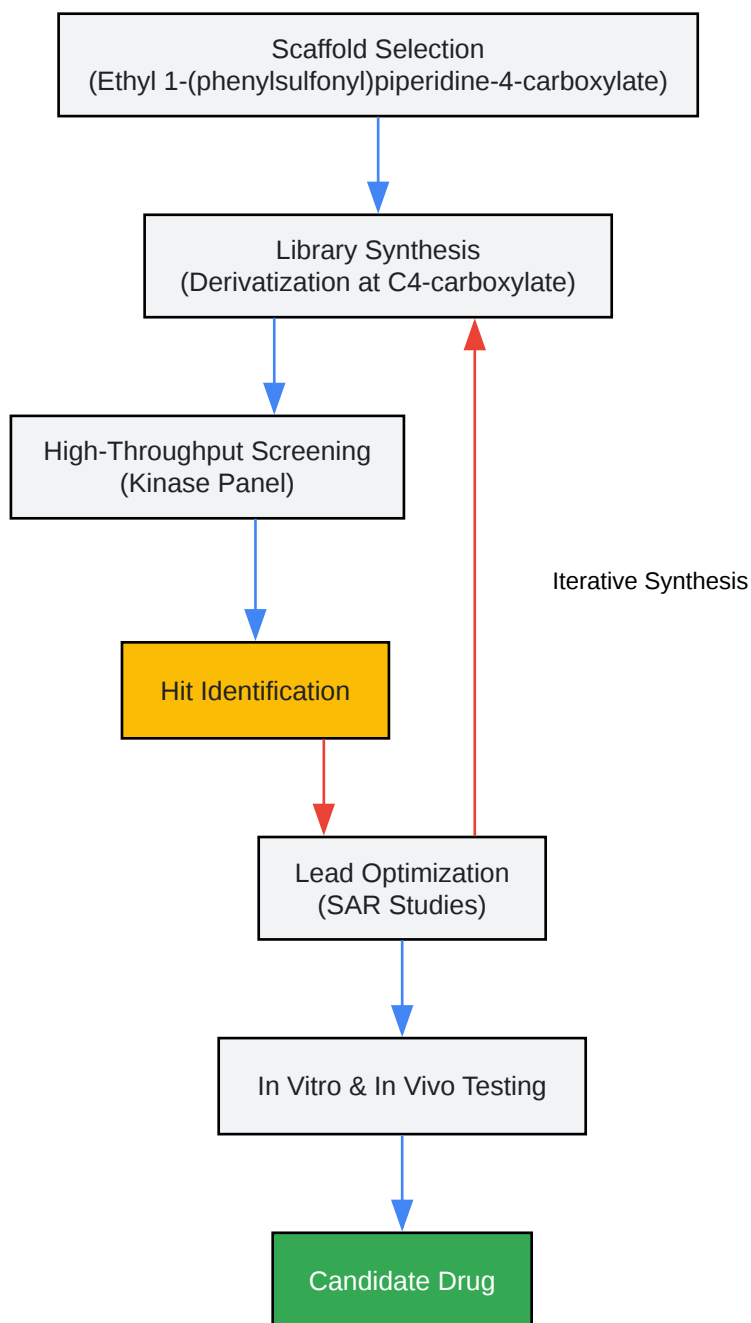 Scaffold Selection
(Ethyl 1-(phenylsulfonyl)piperidine-4-carboxylate)
Library Synthesis
(Derivatization at C4-carboxylate)
High-Throughput Screening
(Kinase Panel)
Iterative Synthesis
Hit Identification
Lead Optimization
(SAR Studies)
In Vitro & In Vivo Testing
Candidate Drug